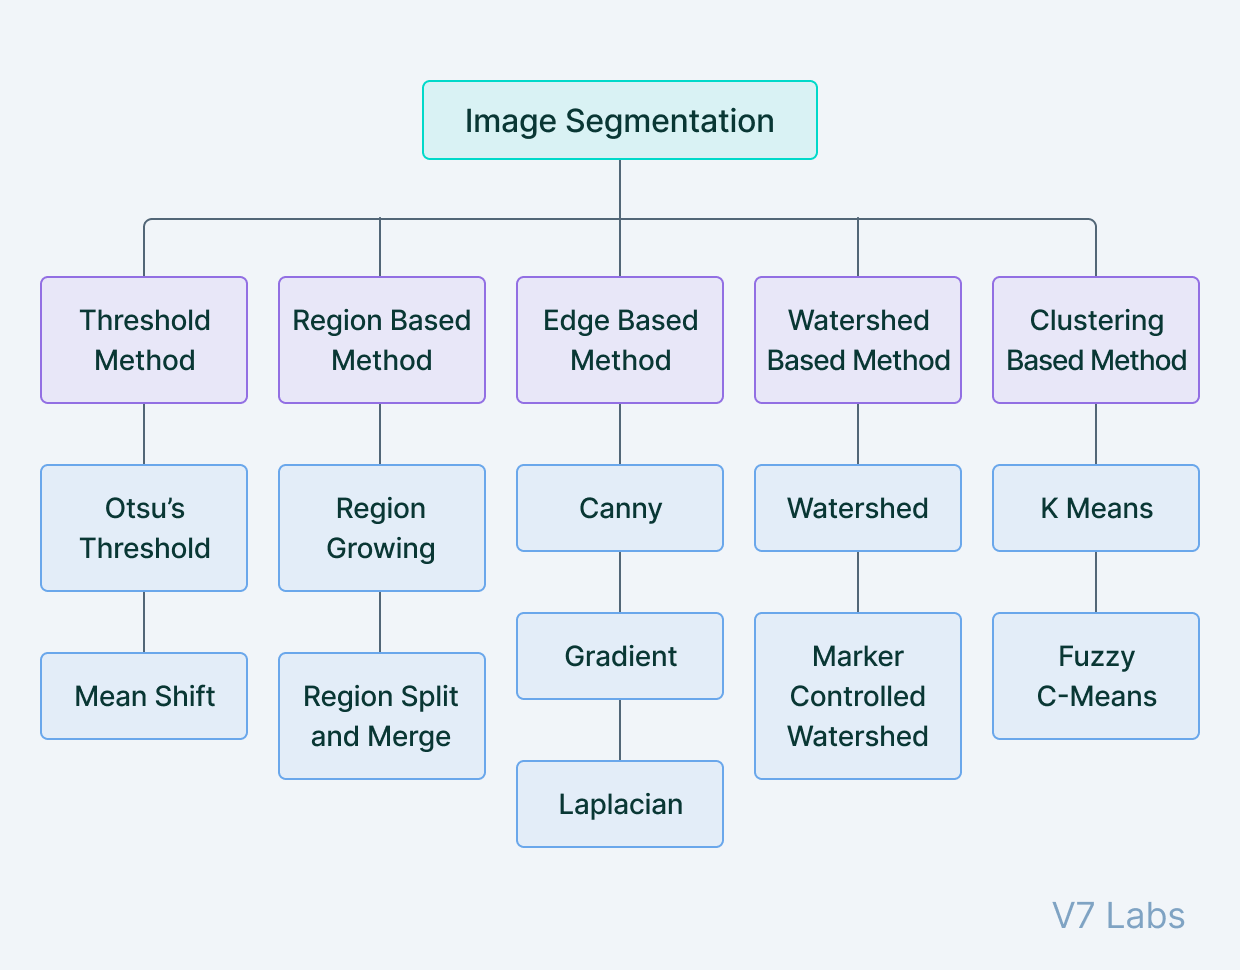 Image Segmentation
Threshold
Method
Region Based
Method
Edge Based
Method
Watershed
Based Method
Clustering
Based Method
Otsu’s
Threshold
Region
Growing
Canny
Watershed
K Means
Mean Shift
Region Split
and Merge
Gradient
Marker
Controlled
Watershed
Fuzzy
C-Means
Laplacian
V7 Labs